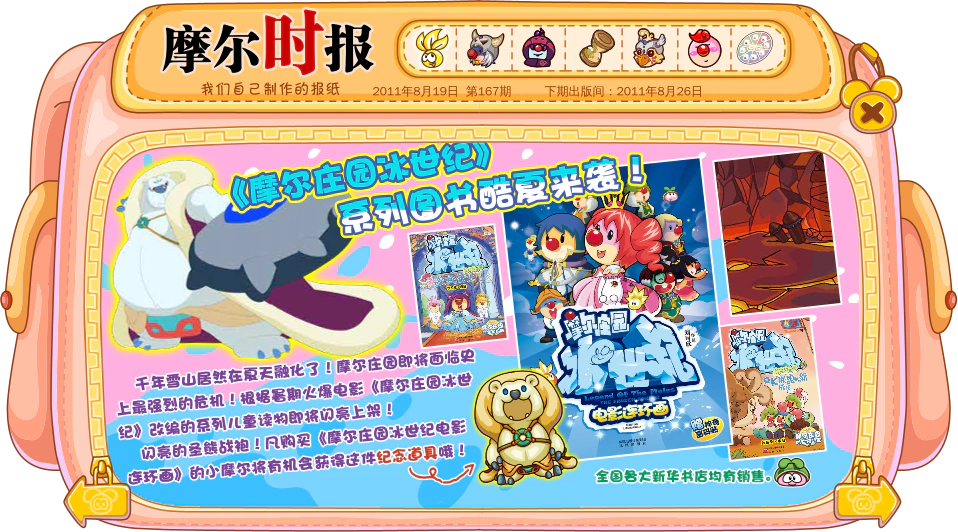 摩尔时报
我们自己制作的报纸
2011年8月19日 第167期
下期出版间：2011年8月26日
《摩尔庄园冰世纪》
系列图书酷夏来袭！
千年雪山居然在夏天融化了！摩尔庄园即将面临史
上最强烈的危机！根据暑期火爆电影《摩尔庄园冰世
纪》改编的系列儿童读物即将闪亮上架！
闪亮的圣熊战袍！凡购买《摩尔庄园冰世纪电影
连环画》的小摩尔将有机会获得这件纪念道具哦！
摩尔庄园
冰世纪
Legend Of The Moles
电影连环画
全国各大新华书店均有销售。